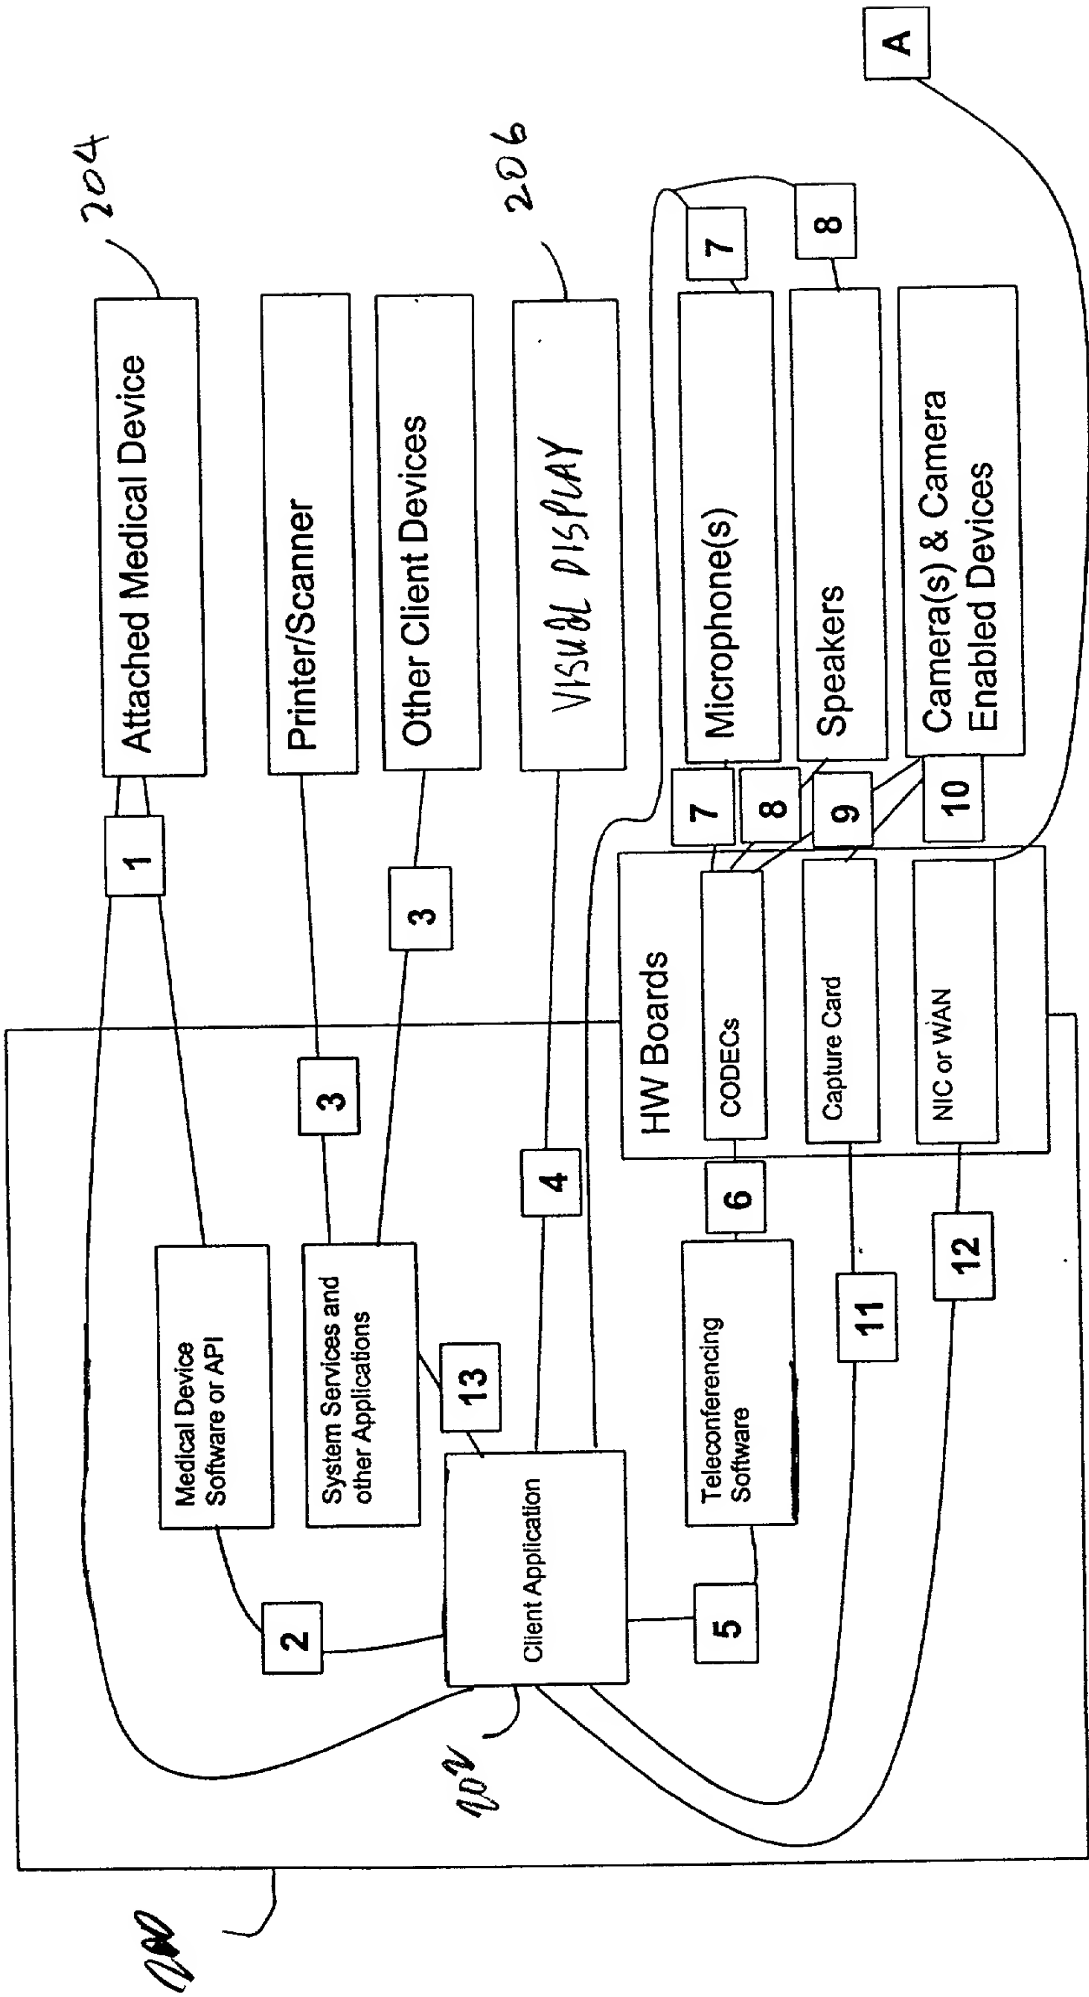 200
202
204
206
Attached Medical Device
1
Printer/Scanner
3
Other Client Devices
3
VISUAL DISPLAY
4
Medical Device
Software or API
2
System Services and
other Applications
13
Client Application
5
Teleconferencing
Software
6
HW Boards
CODECs
Capture Card
NIC or WAN
7
8
9
10
11
12
Microphone(s)
7
Speakers
8
Camera(s) & Camera
Enabled Devices
A